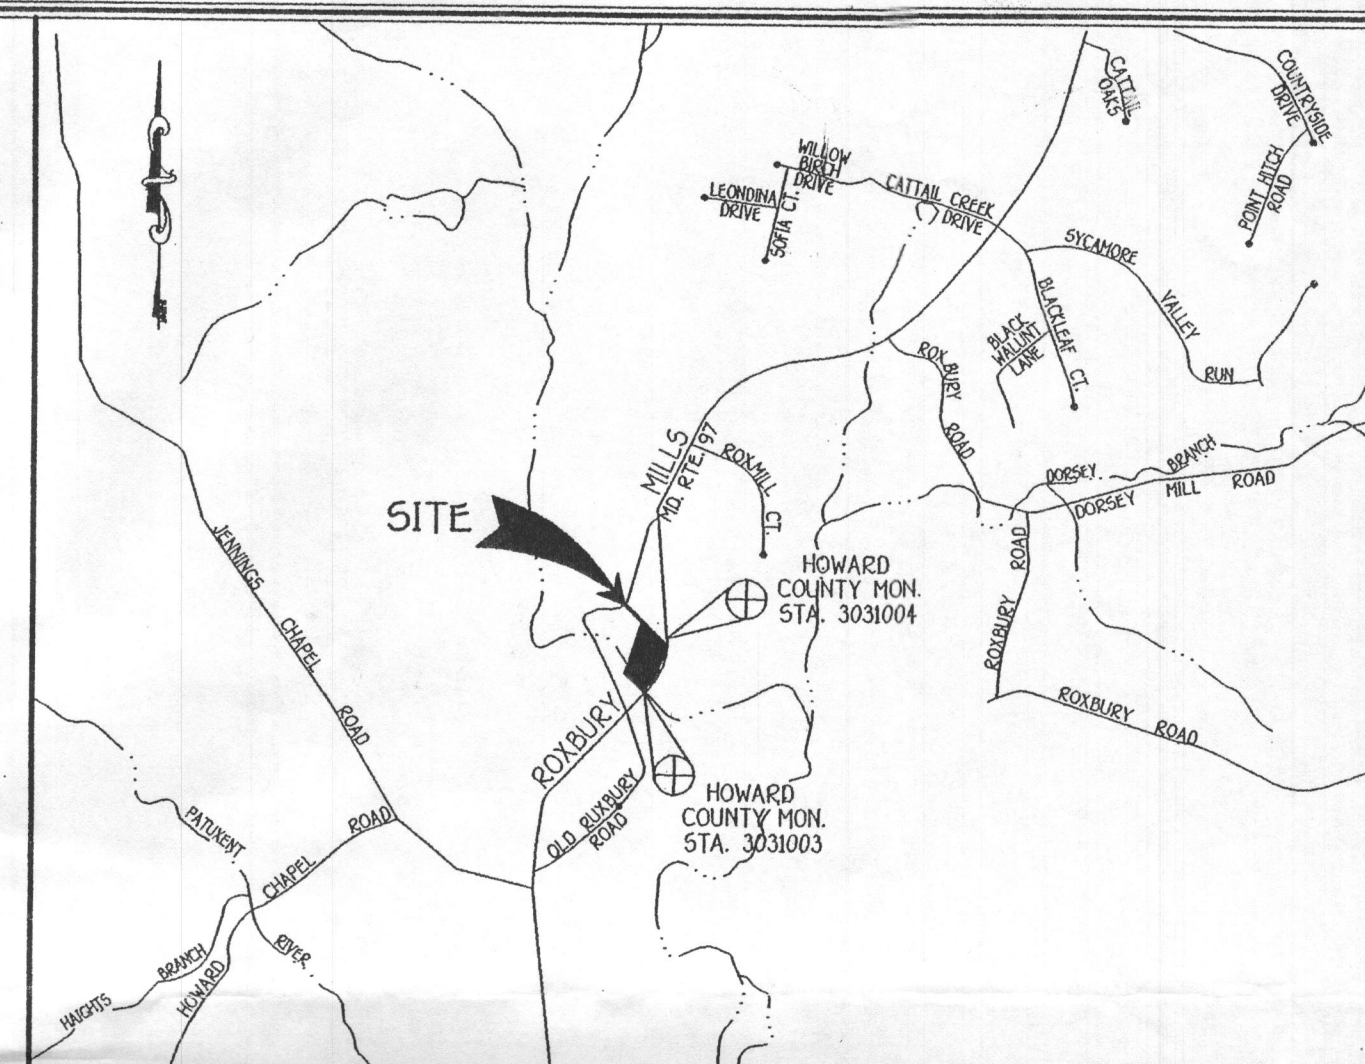 CATTAIL
OAKS
COUNTRYSIDE
DRIVE
POINT HITCH
ROAD
WILLOW
BIRCH
DRIVE
LEONDINA
DRIVE
SOFIA CT.
CATTAIL CREEK
DRIVE
SYCAMORE
VALLEY
RUN
BLACKLEAF CT.
BLACK
WALUNT
LANE
ROXBURY
ROAD
MILLS
MD. RTE. 97
ROXMILL CT.
DORSEY
BRANCH
DORSEY MILL ROAD
SITE
JENNINGS
CHAPEL
ROAD
HOWARD
COUNTY MON.
STA. 3031004
ROXBURY ROAD
ROXBURY ROAD
ROXBURY
OLD RUXBURY
ROAD
HOWARD
COUNTY MON.
STA. 3031003
PATUXENT
RIVER
HOWARD
CHAPEL
ROAD
HAIGHTS
BRANCH